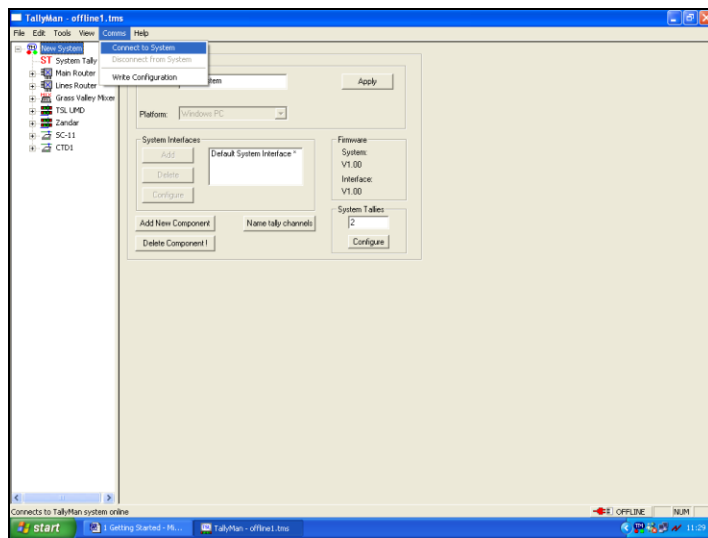 TallyMan - offline1.tms
File Edit Tools View Comms Help
New System
Connect to System
ST System Tally
Disconnect from System
Main Router
Write Configuration
Lines Router
Grass Valley Mixer
TSL UMD
Zandar
SC-11
CTD1
tem
Apply
Platform: Windows PC
System Interfaces
Add
Default System Interface *
Delete
Configure
Firmware
System:
V1.00
Interface:
V1.00
System Tallies
2
Configure
Add New Component
Name tally channels
Delete Component !
Connects to TallyMan system online
OFFLINE NUM
start
1 Getting Started - Mi...
TallyMan - offline1.tms
11:29